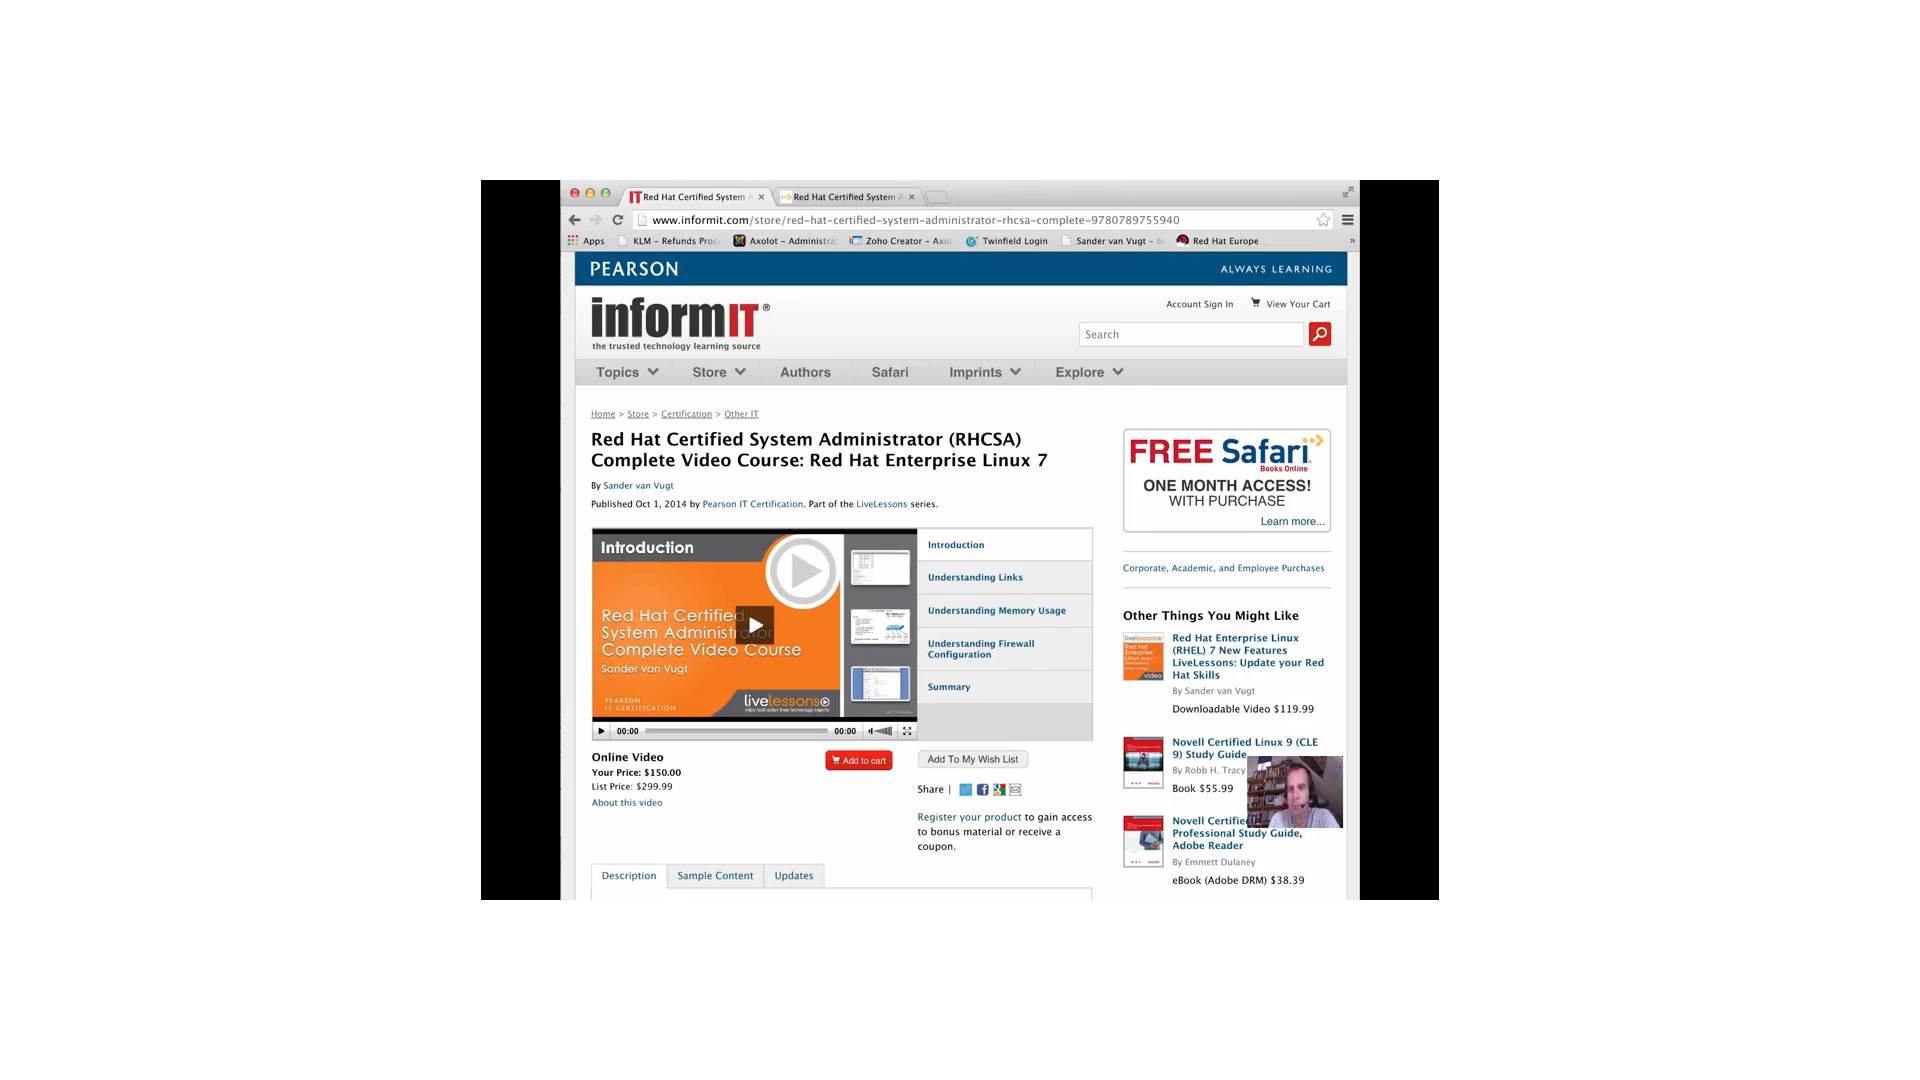 Red Hat Certified System A
Red Hat Certified System A
www.informit.com/store/red-hat-certified-system-administrator-rhcsa-complete-9780789755940
Apps KLM - Refunds Proc Axolot - Administra Zoho Creator - Axo Twinfield Login Sander van Vugt - b Red Hat Europe »
PEARSON
ALWAYS LEARNING
informIT®
the trusted technology learning source
Account Sign In View Your Cart
Search
Topics Store Authors Safari Imprints Explore
Home > Store > Certification > Other IT
Red Hat Certified System Administrator (RHCSA)
Complete Video Course: Red Hat Enterprise Linux 7
By Sander van Vugt
Published Oct 1, 2014 by Pearson IT Certification. Part of the LiveLessons series.
Introduction
Red Hat Certified
System Administrator
Complete Video Course
Sander van Vugt
PEARSON
IT CERTIFICATION
livelessons
video instruction from technology experts
00:00 00:00
Introduction
Understanding Links
Understanding Memory Usage
Understanding Firewall
Configuration
Summary
Online Video
Your Price: $150.00
List Price: $299.99
About this video
Add to cart
Add To My Wish List
Share |
Register your product to gain access
to bonus material or receive a
coupon.
Description Sample Content Updates
FREE Safari
Books Online
ONE MONTH ACCESS!
WITH PURCHASE
Learn more...
Corporate, Academic, and Employee Purchases
Other Things You Might Like
Red Hat Enterprise Linux
(RHEL) 7 New Features
LiveLessons: Update your Red
Hat Skills
By Sander van Vugt
Downloadable Video $119.99
Novell Certified Linux 9 (CLE
9) Study Guide
By Robb H. Tracy
Book $55.99
Novell Certified
Professional Study Guide,
Adobe Reader
By Emmett Dulaney
eBook (Adobe DRM) $38.39